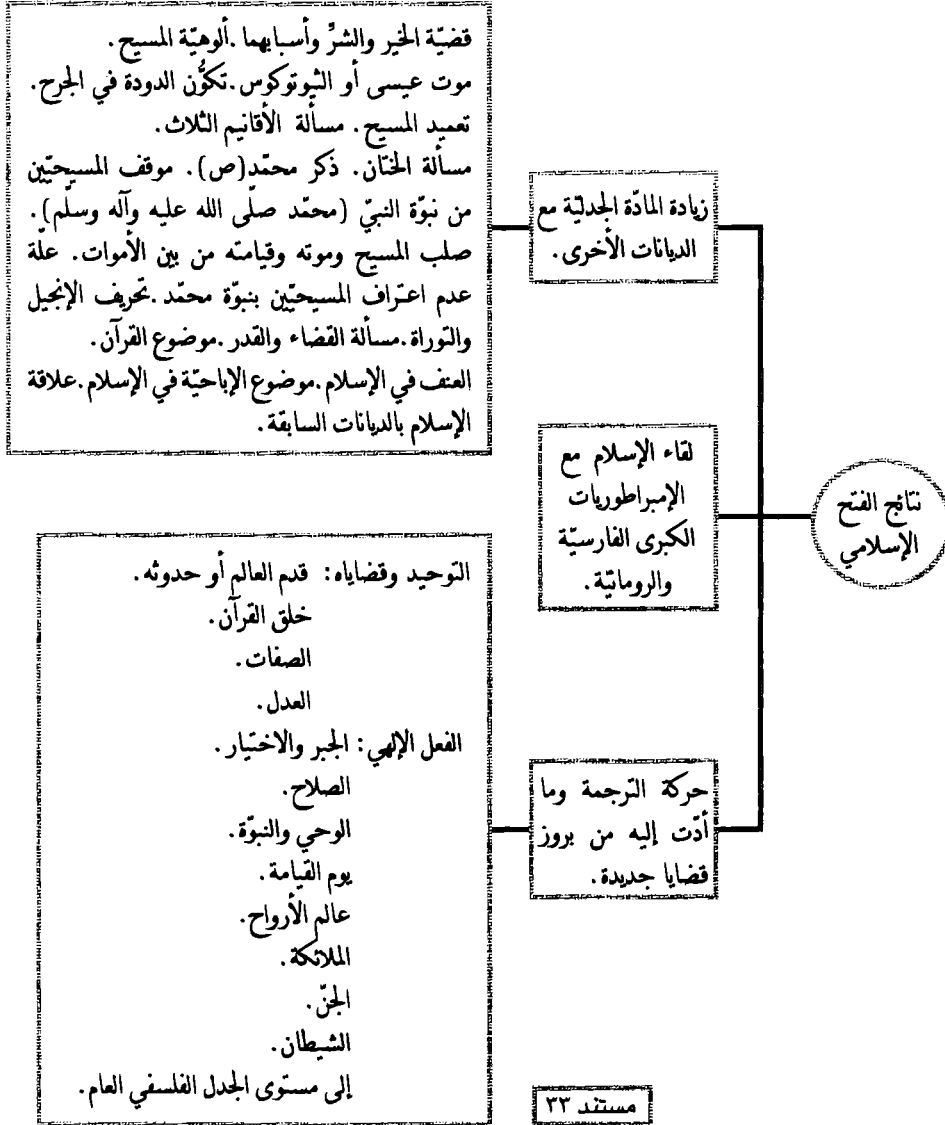 نتائج الفتح
الإسلامي
زيادة المادّة الجدليّة مع
الديانات الأخرى.
قضيّة الخير والشرّ وأسبابهما .ألوهيّة المسيح.
موت عيسى أو الثيوتوكوس.تكوُّن الدودة في الجرح.
تعميد المسيح. مسألة الأقانيم الثلاث.
مسألة الختان. ذكر محمّد(ص). موقف المسيحيّين
من نبوّة النبيّ (محمّد صلّى الله عليه وآله وسلّم).
صلب المسيح وموته وقيامته من بين الأموات. علّة
عدم اعتراف المسيحيّين بنبوّة محمّد .تحريف الإنجيل
والتوراة.مسألة القضاء والقدر .موضوع القرآن.
العنف في الإسلام.موضوع الإباحيّة في الإسلام.علاقة
الإسلام بالديانات السابقة.
لقاء الإسلام مع
الإمبراطوريات
الكبرى الفارسيّة
والرومانيّة.
حركة الترجمة وما
أدّت إليه من بروز
قضايا جديدة.
التوحيد وقضاياه: قدم العالم أو حدوثه.
خلق القرآن.
الصفات.
العدل.
الفعل الإلهي: الجبر والاختيار.
الصلاح.
الوحي والنبوّة.
يوم القيامة.
عالم الأرواح.
الملائكة.
الجنّ.
الشيطان.
إلى مستوى الجدل الفلسفي العام.
مستند ٣٣